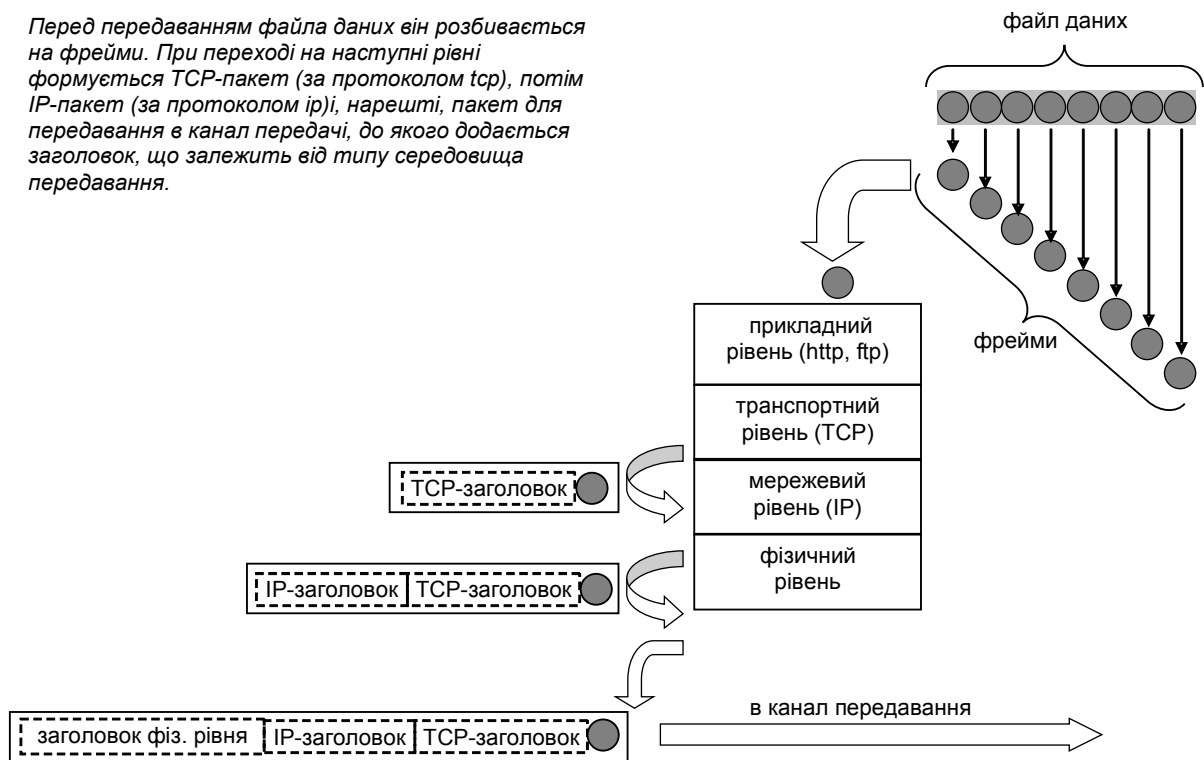 Перед передаванням файла даних він розбивається
на фрейми. При переході на наступні рівні
формується TCP-пакет (за протоколом tcp), потім
IP-пакет (за протоколом ip)і, нарешті, пакет для
передавання в канал передачі, до якого додається
заголовок, що залежить від типу середовища
передавання.
файл даних
фрейми
прикладний
рівень (http, ftp)
транспортний
рівень (TCP)
мережевий
рівень (IP)
фізичний
рівень
TCP-заголовок
IP-заголовок TCP-заголовок
заголовок фіз. рівня IP-заголовок TCP-заголовок
в канал передавання